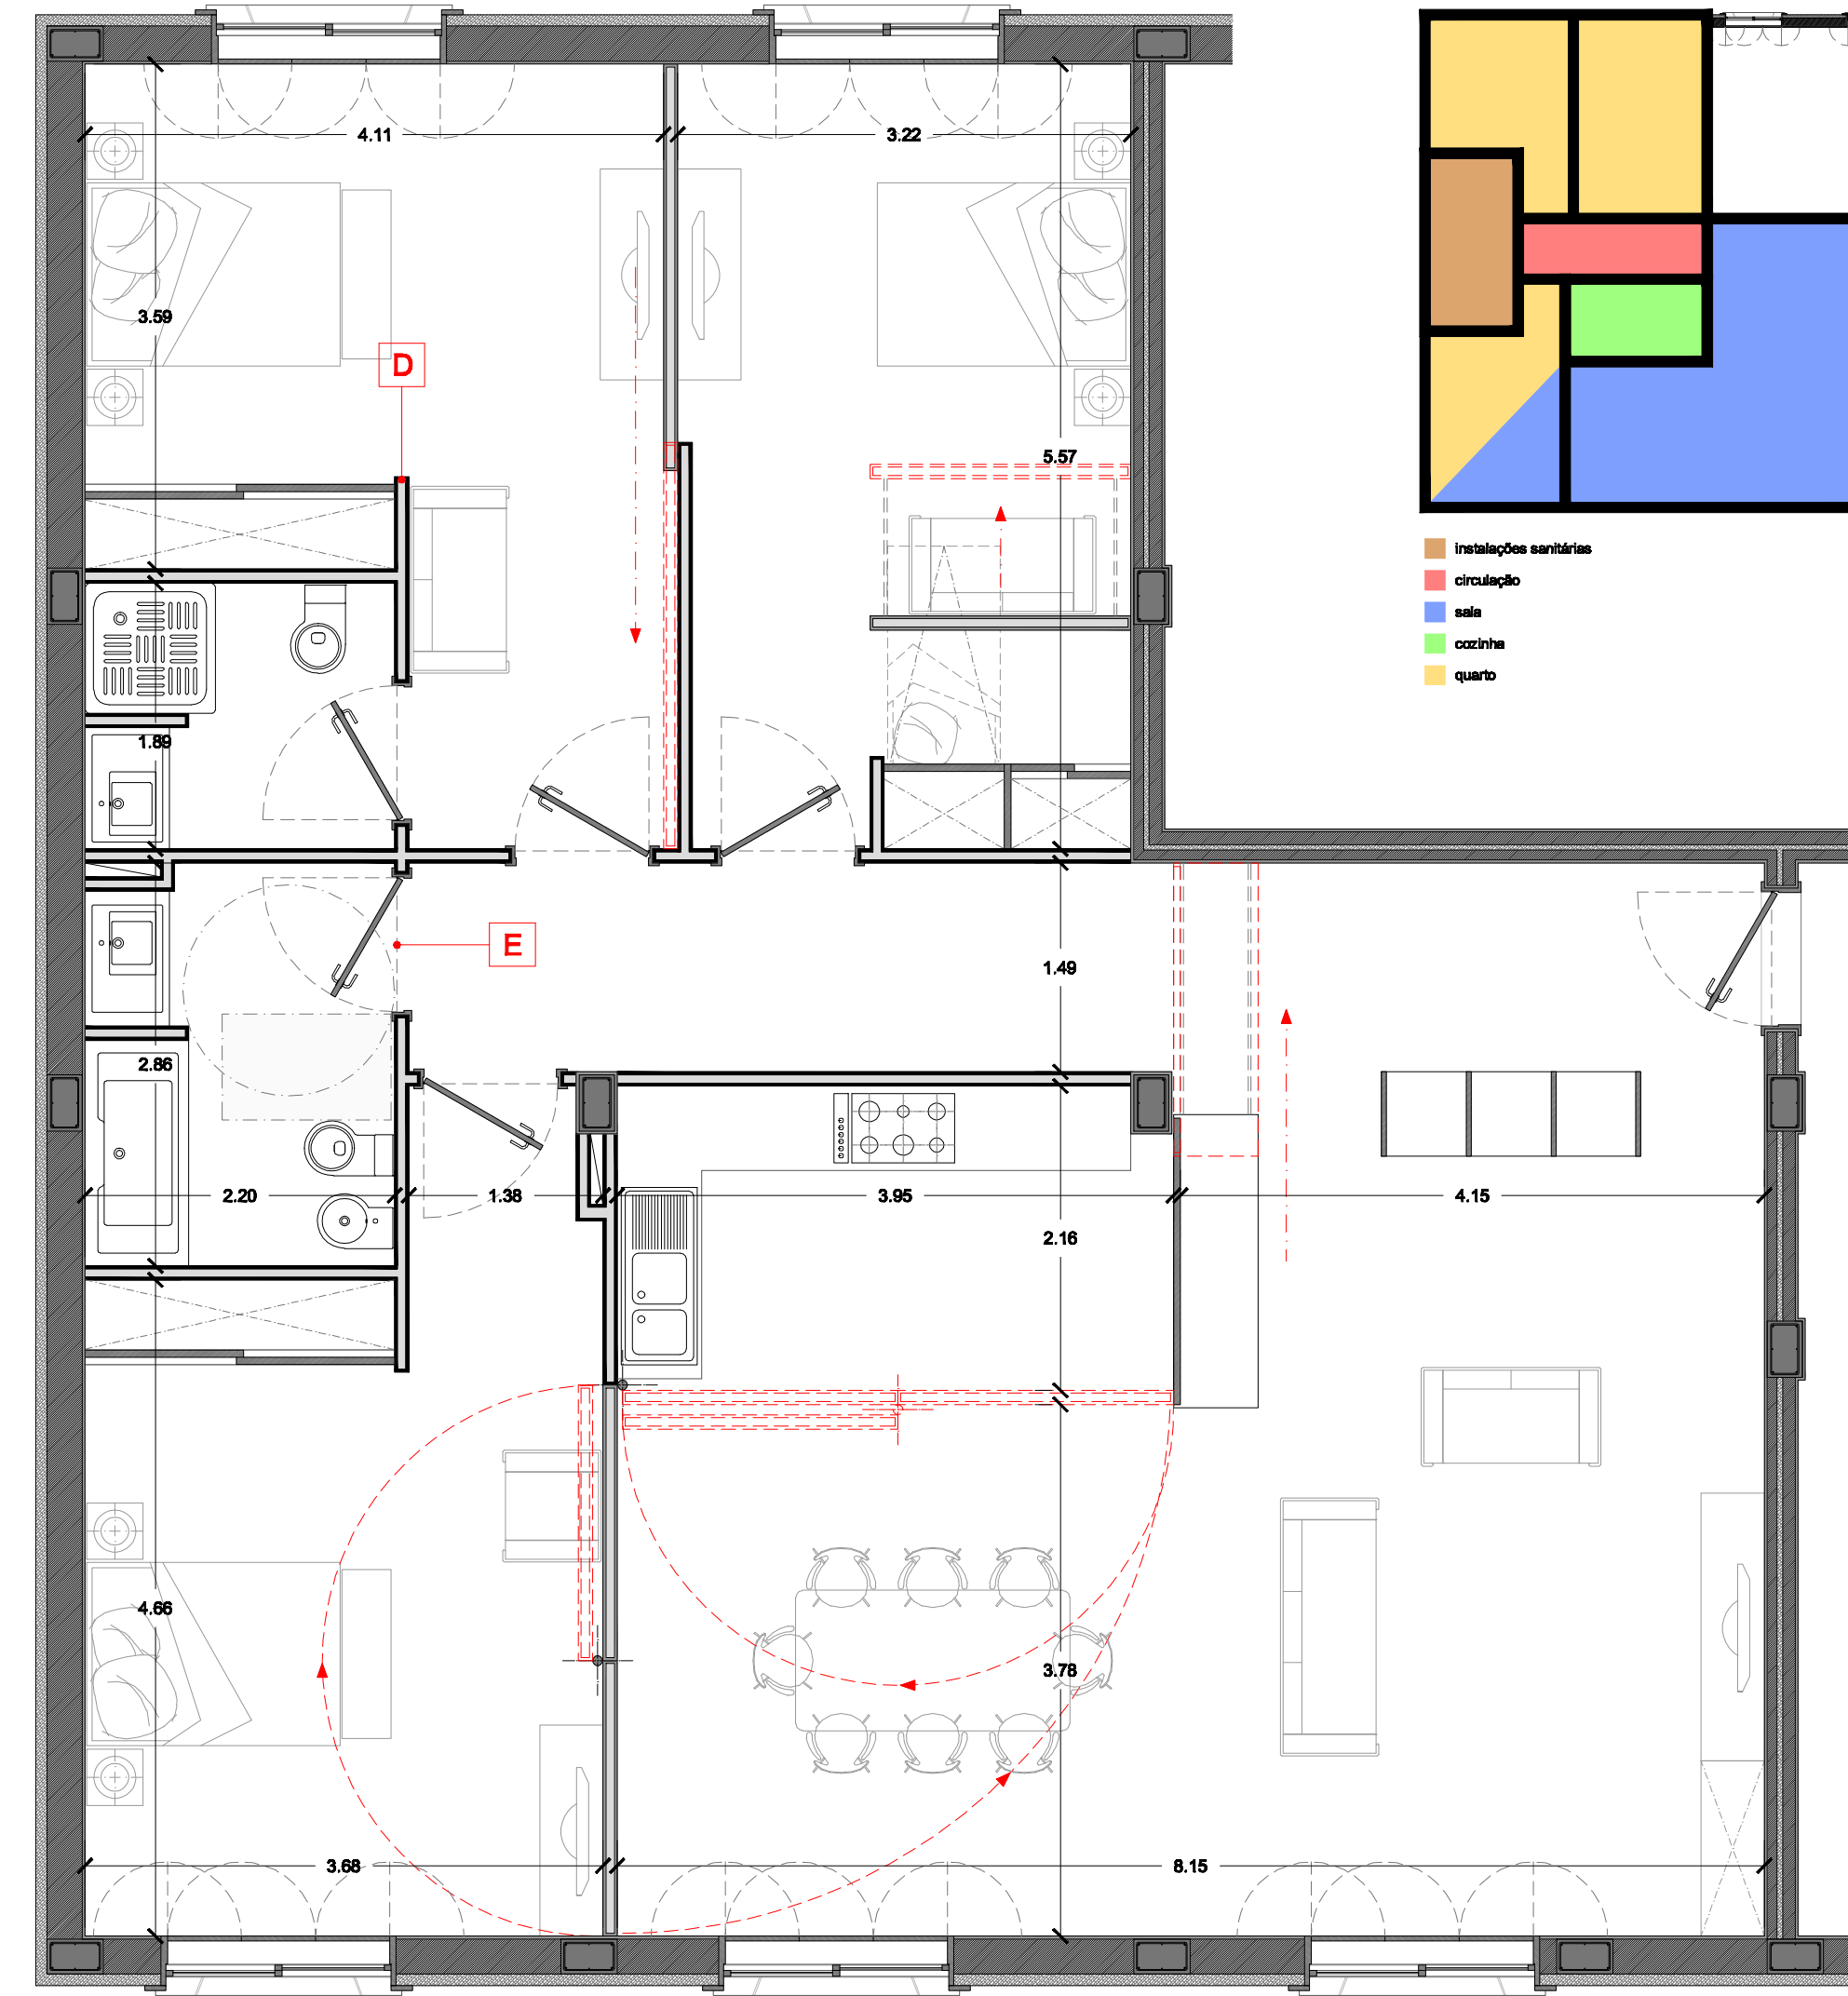 4.11
3.22
3.59
D
5.57
instalações sanitárias
circulação
sala
cozinha
quarto
1.89
E
1.49
2.86
2.20
1.38
3.95
4.15
2.16
4.66
3.78
3.68
8.15